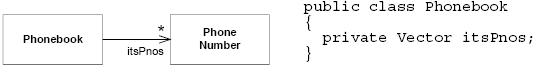 Phonebook
*
itsPnos
Phone
Number
public class Phonebook
{
  private Vector itsPnos;
}